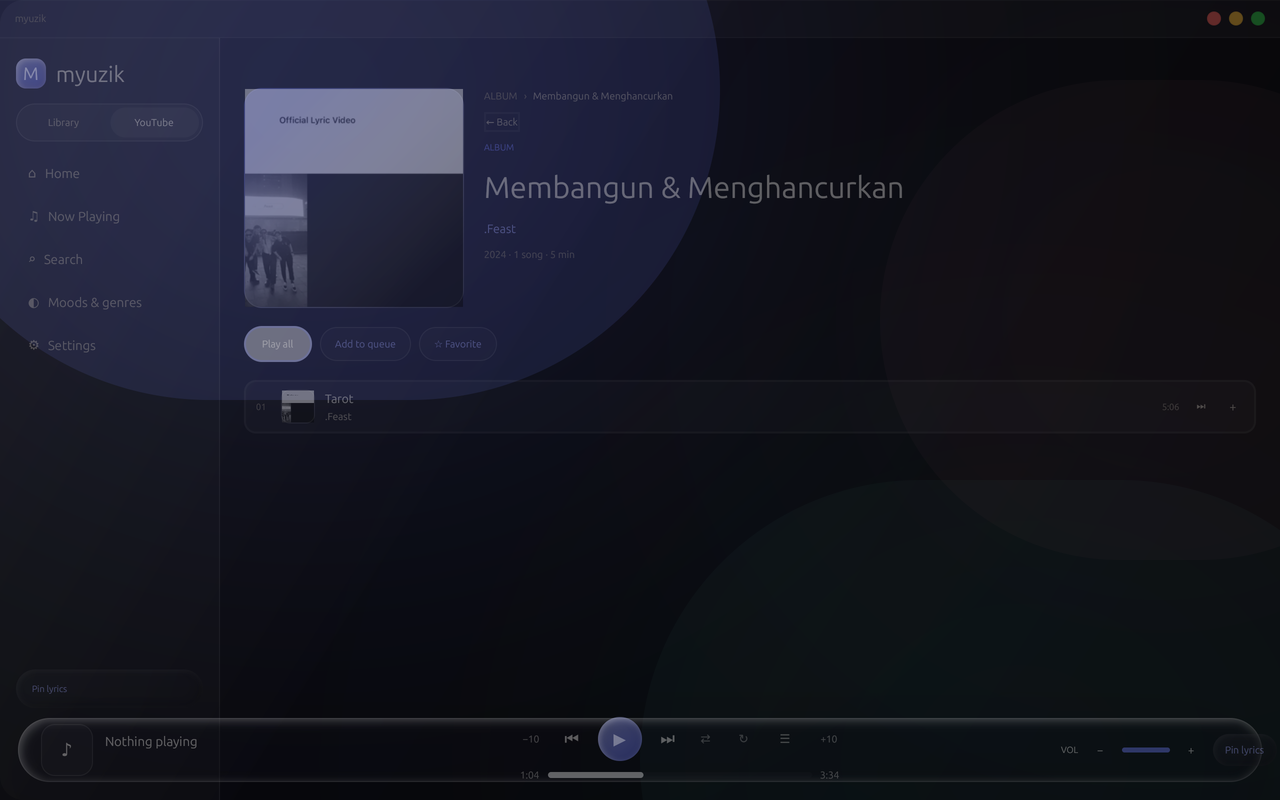 myuzik
M myuzik
Library YouTube
Home
Now Playing
Search
Moods & genres
Settings
Pin lyrics
Official Lyric Video
ALBUM › Membangun & Menghancurkan
← Back
ALBUM
Membangun & Menghancurkan
.Feast
2024 · 1 song · 5 min
Play all Add to queue ☆ Favorite
01 Tarot 5:06 +
.Feast
Nothing playing
−10 +10
1:04 3:34
VOL − + Pin lyrics